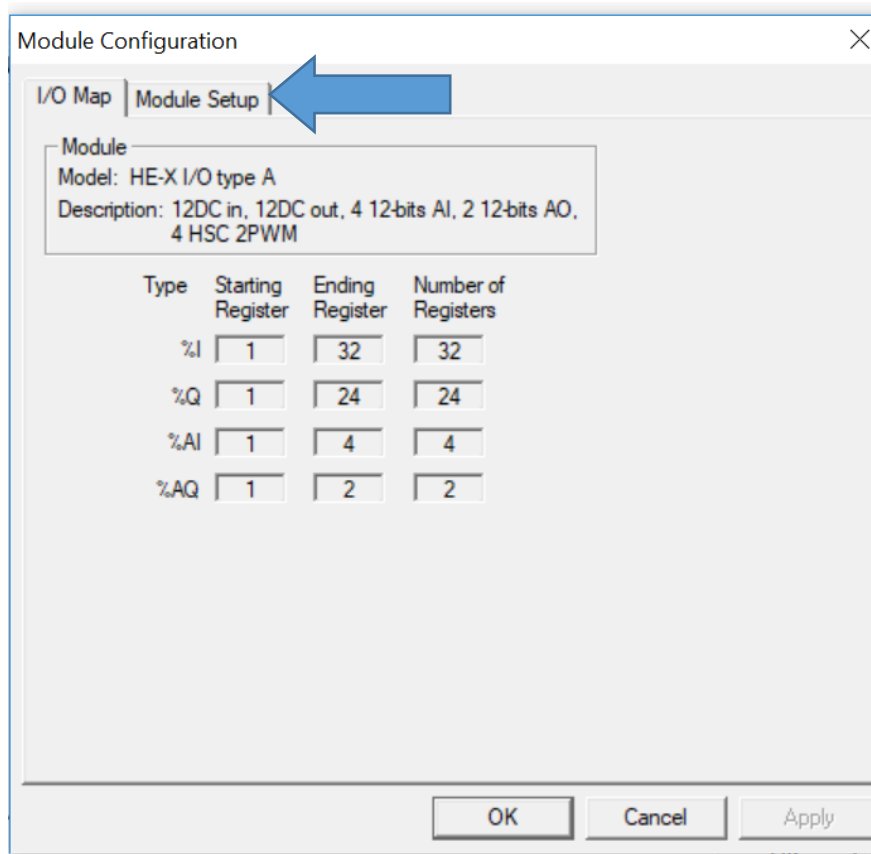 Module Configuration
I/O Map Module Setup
Module
Model: HE-X I/O type A
Description: 12DC in, 12DC out, 4 12-bits AI, 2 12-bits AO,
4 HSC 2PWM
Type Starting Ending Number of
Register Register Registers
%I 1 32 32
%Q 1 24 24
%AI 1 4 4
%AQ 1 2 2
OK Cancel Apply